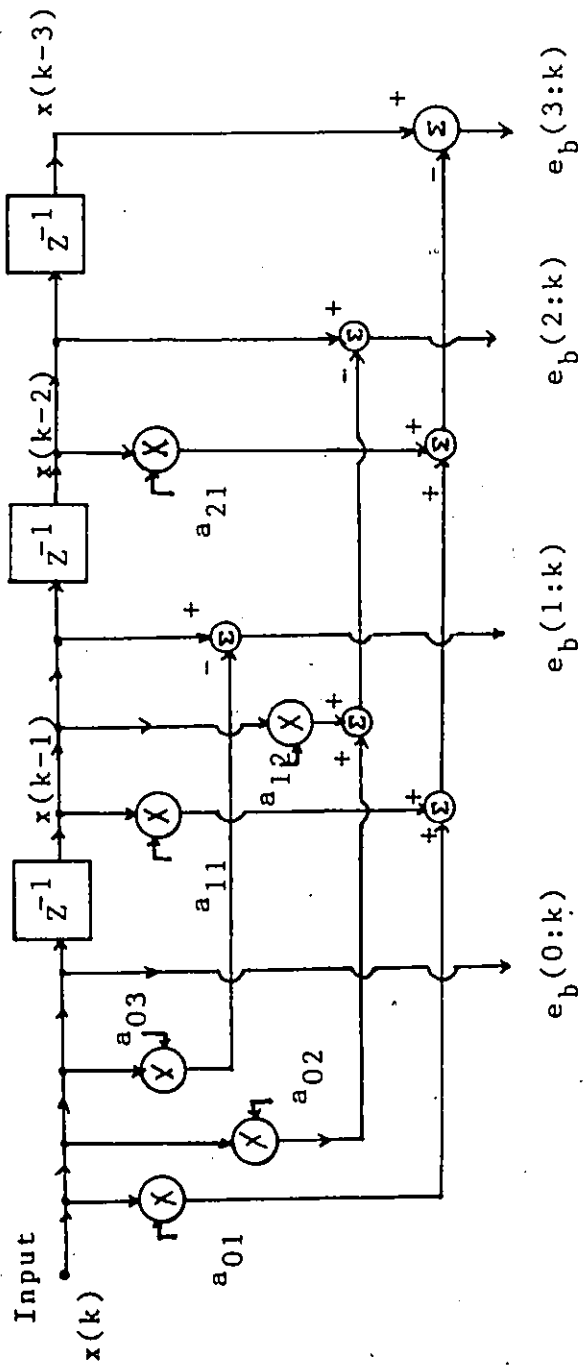 Input
x(k)
Z⁻¹
x(k-1)
Z⁻¹
x(k-2)
Z⁻¹
x(k-3)
X
a₀₁
X
a₀₂
X
a₀₃
X
a₁₁
X
a₁₂
X
a₂₁
- + Σ
+ + Σ
- + Σ
+ + Σ
+ + Σ
- + Σ
e_b(0:k)
e_b(1:k)
e_b(2:k)
e_b(3:k)